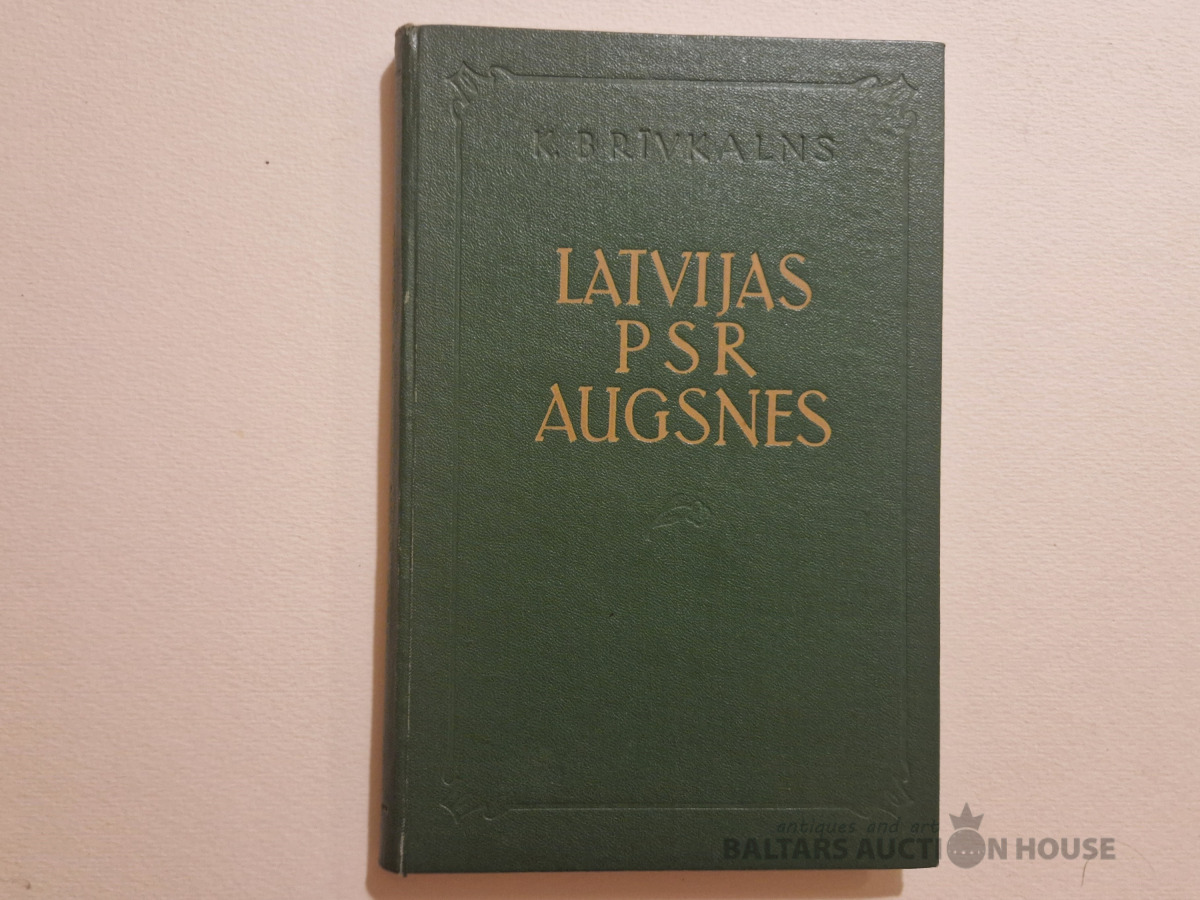 K. BRĪVKALNS
LATVIJAS
PSR
AUGSNES
antiques and art
BALTARS AUCTION HOUSE